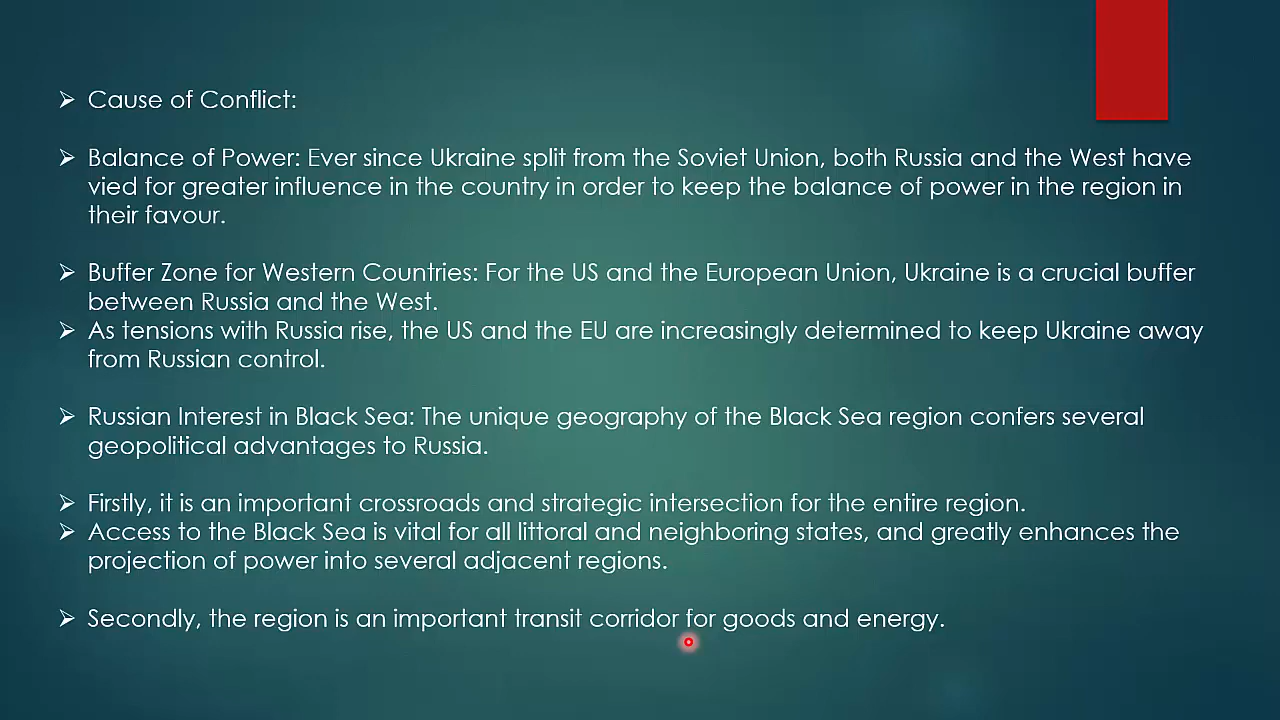 ➢ Cause of Conflict:
➢ Balance of Power: Ever since Ukraine split from the Soviet Union, both Russia and the West have
vied for greater influence in the country in order to keep the balance of power in the region in
their favour.
➢ Buffer Zone for Western Countries: For the US and the European Union, Ukraine is a crucial buffer
between Russia and the West.
➢ As tensions with Russia rise, the US and the EU are increasingly determined to keep Ukraine away
from Russian control.
➢ Russian Interest in Black Sea: The unique geography of the Black Sea region confers several
geopolitical advantages to Russia.
➢ Firstly, it is an important crossroads and strategic intersection for the entire region.
➢ Access to the Black Sea is vital for all littoral and neighboring states, and greatly enhances the
projection of power into several adjacent regions.
➢ Secondly, the region is an important transit corridor for goods and energy.